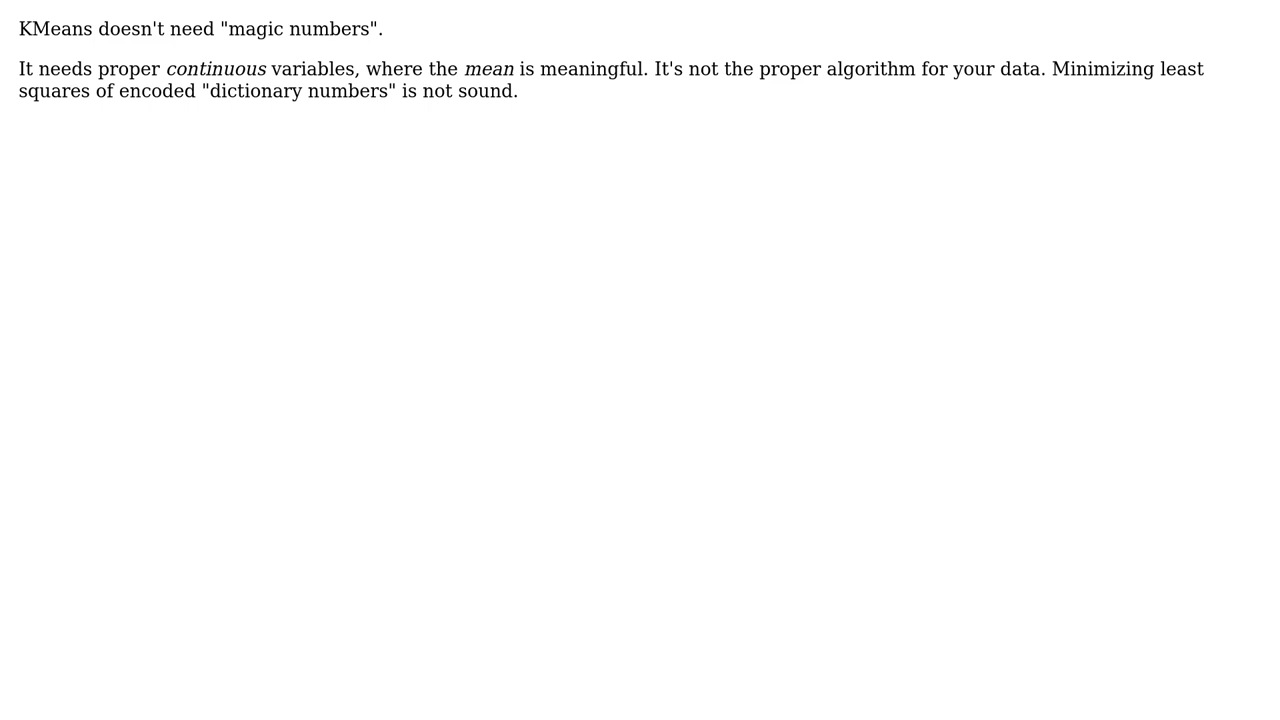 KMeans doesn't need "magic numbers".
It needs proper continuous variables, where the mean is meaningful. It's not the proper algorithm for your data. Minimizing least
squares of encoded "dictionary numbers" is not sound.